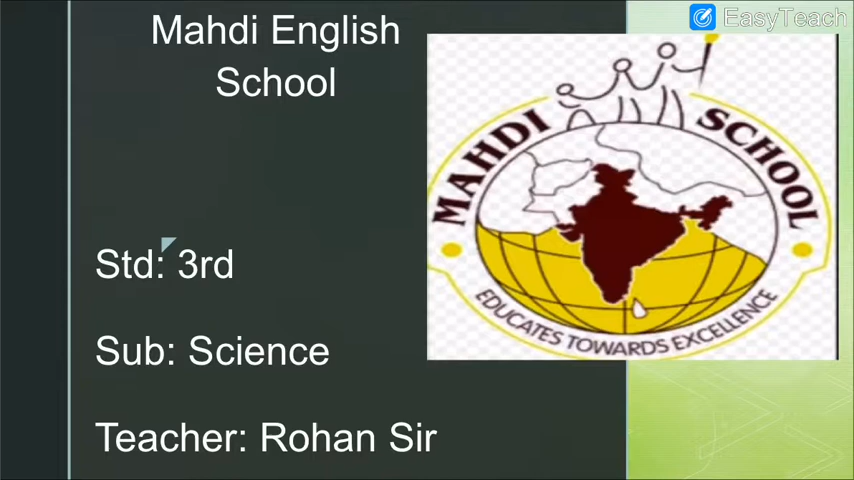 EasyTeach
Mahdi English
School
MAHDI SCHOOL
EDUCATES TOWARDS EXCELLENCE
Std: 3rd
Sub: Science
Teacher: Rohan Sir